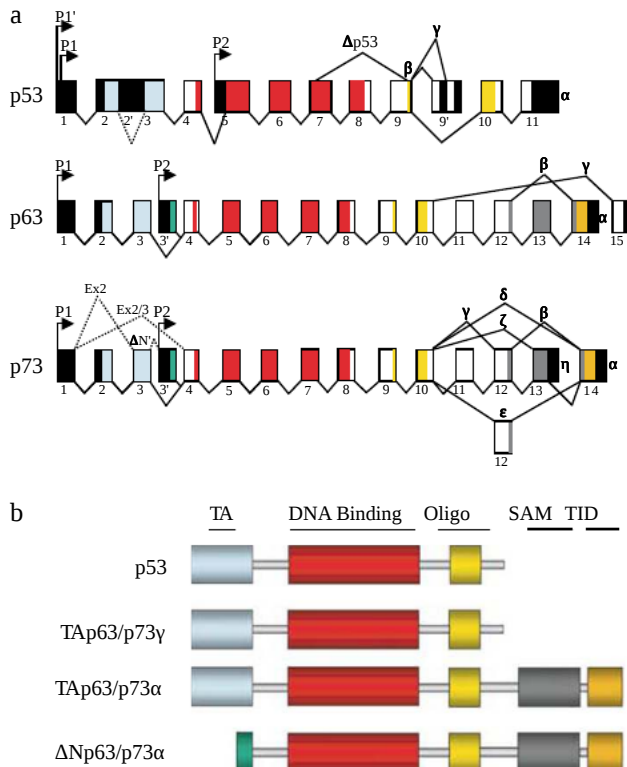 a
P1'
P1
P2
Δp53
β
γ
p53
α
1 2 2' 3 4 5 6 7 8 9 9' 10 11
P1
P2
β
γ
p63
α
1 2 3 3' 4 5 6 7 8 9 10 11 12 13 14 15
P1
Ex2
Ex2/3
ΔN'
P2
δ
γ
ζ
β
p73
η
α
1 2 3 3' 4 5 6 7 8 9 10 11 12 13 14
ε
12
b
TA DNA Binding Oligo SAM TID
p53
TAp63/p73γ
TAp63/p73α
ΔNp63/p73α